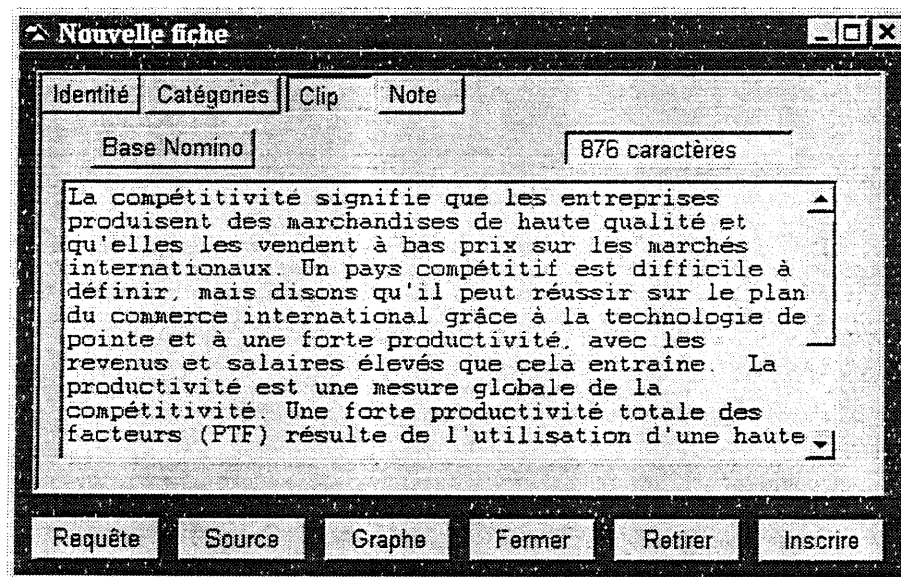 Nouvelle fiche
Identité Catégories Clip Note
Base Nomino 876 caractères
La compétitivité signifie que les entreprises
produisent des marchandises de haute qualité et
qu'elles les vendent à bas prix sur les marchés
internationaux. Un pays compétitif est difficile à
définir, mais disons qu'il peut réussir sur le plan
du commerce international grâce à la technologie de
pointe et à une forte productivité, avec les
revenus et salaires élevés que cela entraîne. La
productivité est une mesure globale de la
compétitivité. Une forte productivité totale des
facteurs (PTF) résulte de l'utilisation d'une haute
Requête Source Graphe Fermer Retirer Inscrire